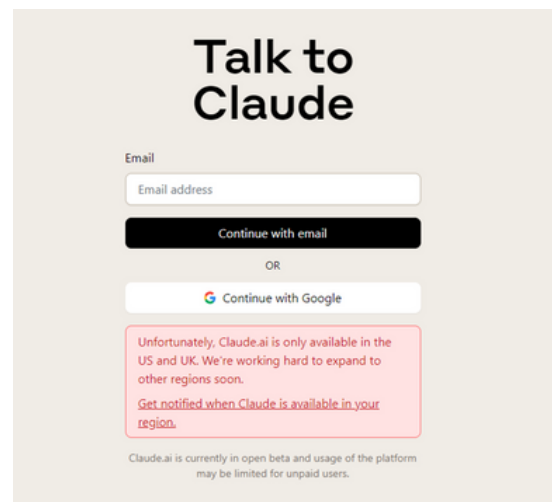 Talk to
Claude
Email
Email address
Continue with email
OR
Continue with Google
Unfortunately, Claude.ai is only available in the
US and UK. We're working hard to expand to
other regions soon.
Get notified when Claude is available in your
region.
Claude.ai is currently in open beta and usage of the platform
may be limited for unpaid users.